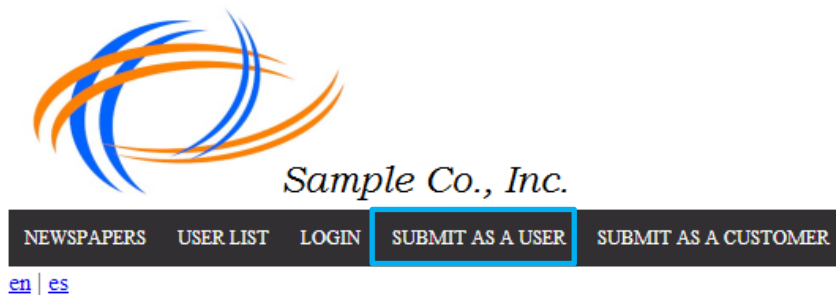 Sample Co., Inc.
NEWSPAPERS USER LIST LOGIN SUBMIT AS A USER SUBMIT AS A CUSTOMER
en | es